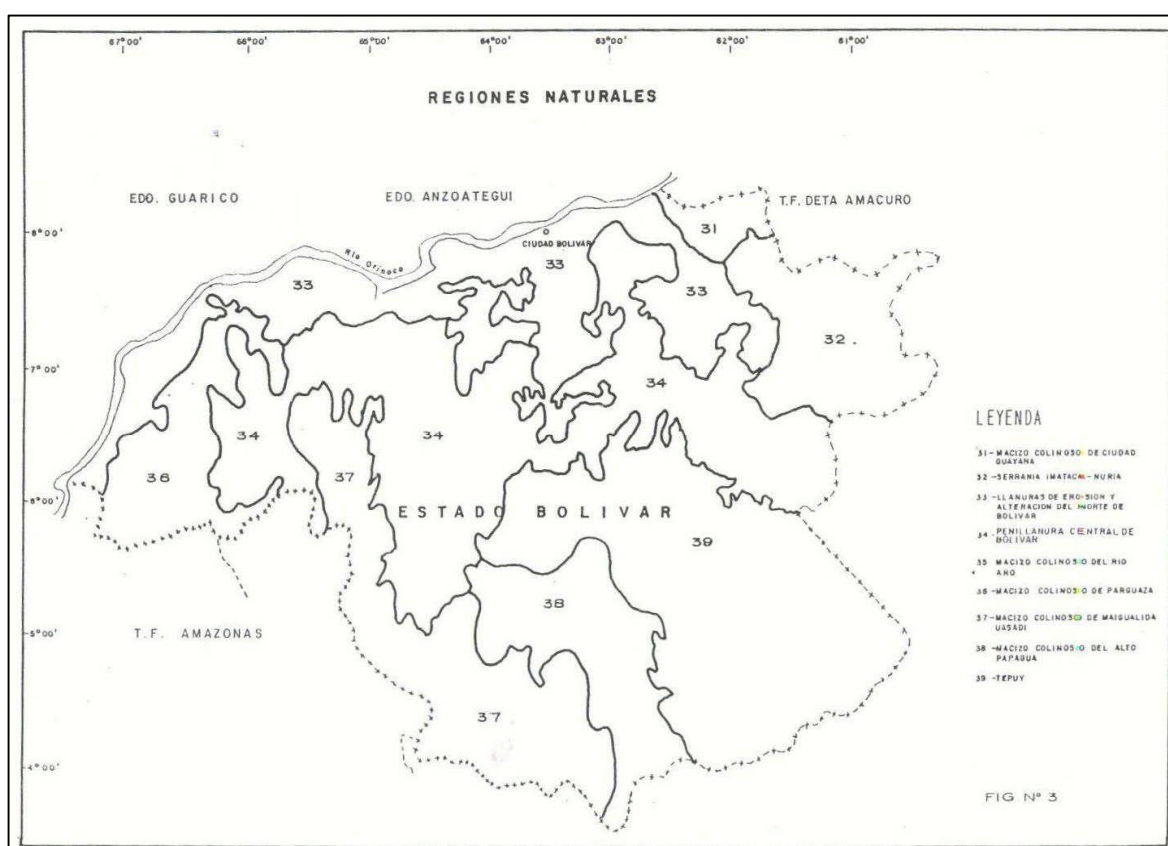 67°00' 66°00' 65°00' 64°00' 63°00' 62°00' 61°00'
REGIONES NATURALES
EDO. GUARICO EDO. ANZOATEGUI T.F. DETA AMACURO
8°00'
CIUDAD BOLIVAR
Río Orinoco
31
33 33 33
32
7°00'
34
34 34
36 37
6°00'
ESTADO BOLIVAR
39
38
5°00'
T.F. AMAZONAS
37
4°00'
LEYENDA
31-MACIZO COLINOSO DE CIUDAD
GUAYANA
32-SERRANIA IMATACA-NURIA
33-LLANURAS DE EROSION Y
ALTERACION DEL NORTE DE
BOLIVAR
34-PENILLANURA CENTRAL DE
BOLIVAR
35 MACIZO COLINOSO DEL RIO
ARO
36-MACIZO COLINOSO DE PARGUAZA
37-MACIZO COLINOSO DE MAIGUALIDA
UASADI
38-MACIZO COLINOSO DEL ALTO
PAPAGUA
39-TEPUY
FIG Nº 3